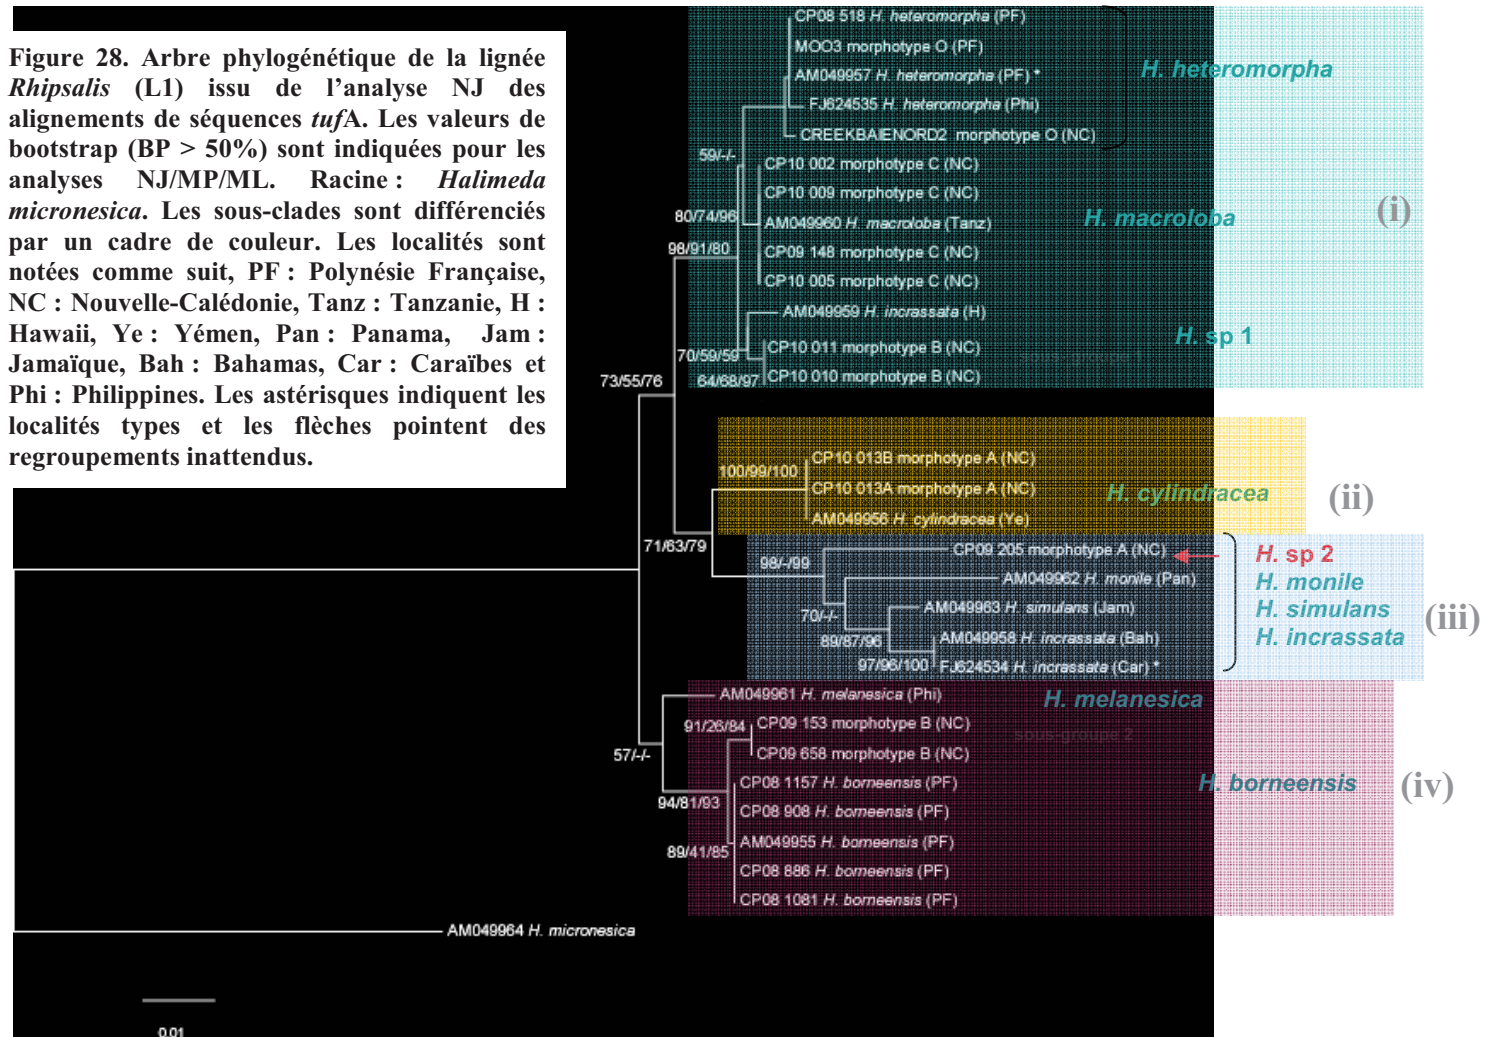 Figure 28. Arbre phylogénétique de la lignée
Rhipsalis (L1) issu de l'analyse NJ des
alignements de séquences tufA. Les valeurs de
bootstrap (BP > 50%) sont indiquées pour les
analyses NJ/MP/ML. Racine : Halimeda
micronesica. Les sous-clades sont différenciés
par un cadre de couleur. Les localités sont
notées comme suit, PF : Polynésie Française,
NC : Nouvelle-Calédonie, Tanz : Tanzanie, H :
Hawaii, Ye : Yémen, Pan : Panama, Jam :
Jamaïque, Bah : Bahamas, Car : Caraïbes et
Phi : Philippines. Les astérisques indiquent les
localités types et les flèches pointent des
regroupements inattendus.
CP08 518 H. heteromorpha (PF)
MOO3 morphotype O (PF)
AM049957 H. heteromorpha (PF) *
H. heteromorpha
FJ624535 H. heteromorpha (Phi)
CREEKBAIENORD2 morphotype O (NC)
59/-/-
CP10 002 morphotype C (NC)
CP10 009 morphotype C (NC)
80/74/96
AM049960 H. macroloba (Tanz)
H. macroloba
(i)
98/91/80
CP09 148 morphotype C (NC)
CP10 005 morphotype C (NC)
AM049959 H. incrassata (H)
H. sp 1
70/59/59
CP10 011 morphotype B (NC)
sous-groupe
73/55/76
64/68/97
CP10 010 morphotype B (NC)
CP10 013B morphotype A (NC)
100/99/100
CP10 013A morphotype A (NC)
H. cylindracea
(ii)
AM049956 H. cylindracea (Ye)
71/63/79
CP09 205 morphotype A (NC)
H. sp 2
98/-/99
AM049962 H. monile (Pan)
H. monile
AM049963 H. simulans (Jam)
H. simulans
(iii)
70/-/-
89/87/96
AM049958 H. incrassata (Bah)
H. incrassata
97/96/100
FJ624534 H. incrassata (Car) *
AM049961 H. melanesica (Phi)
H. melanesica
91/26/84
CP09 153 morphotype B (NC)
sous-groupe 2
57/-/-
CP09 658 morphotype B (NC)
CP08 1157 H. borneensis (PF)
H. borneensis
(iv)
94/81/93
CP08 908 H. borneensis (PF)
AM049955 H. borneensis (PF)
89/41/85
CP08 886 H. borneensis (PF)
CP08 1081 H. borneensis (PF)
AM049964 H. micronesica
0.01